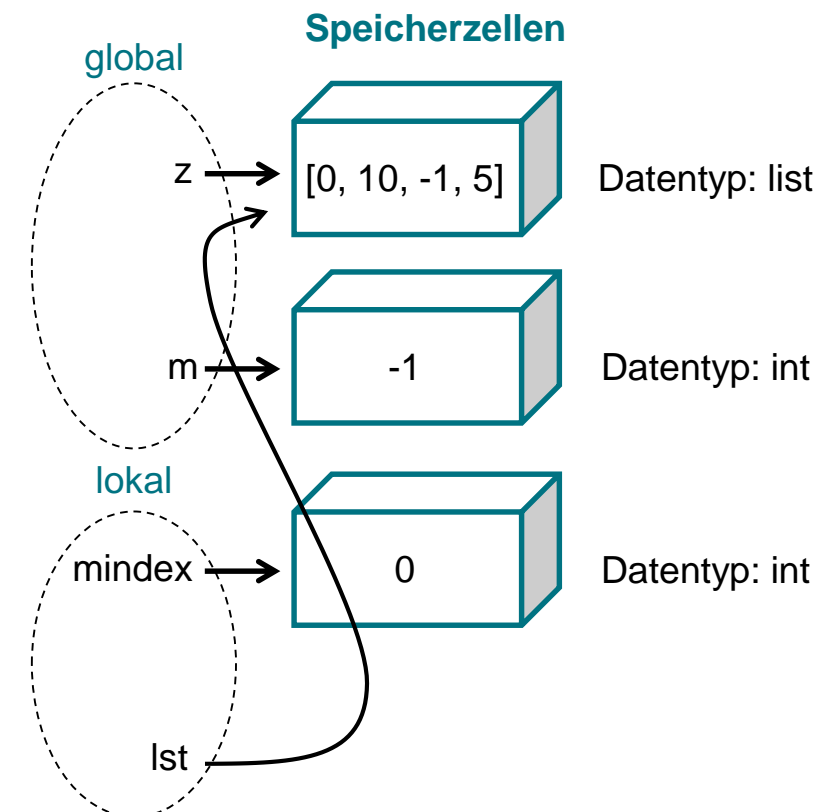 Speicherzellen
global
z
[0, 10, -1, 5]
Datentyp: list
m
-1
Datentyp: int
lokal
mindex
0
Datentyp: int
lst